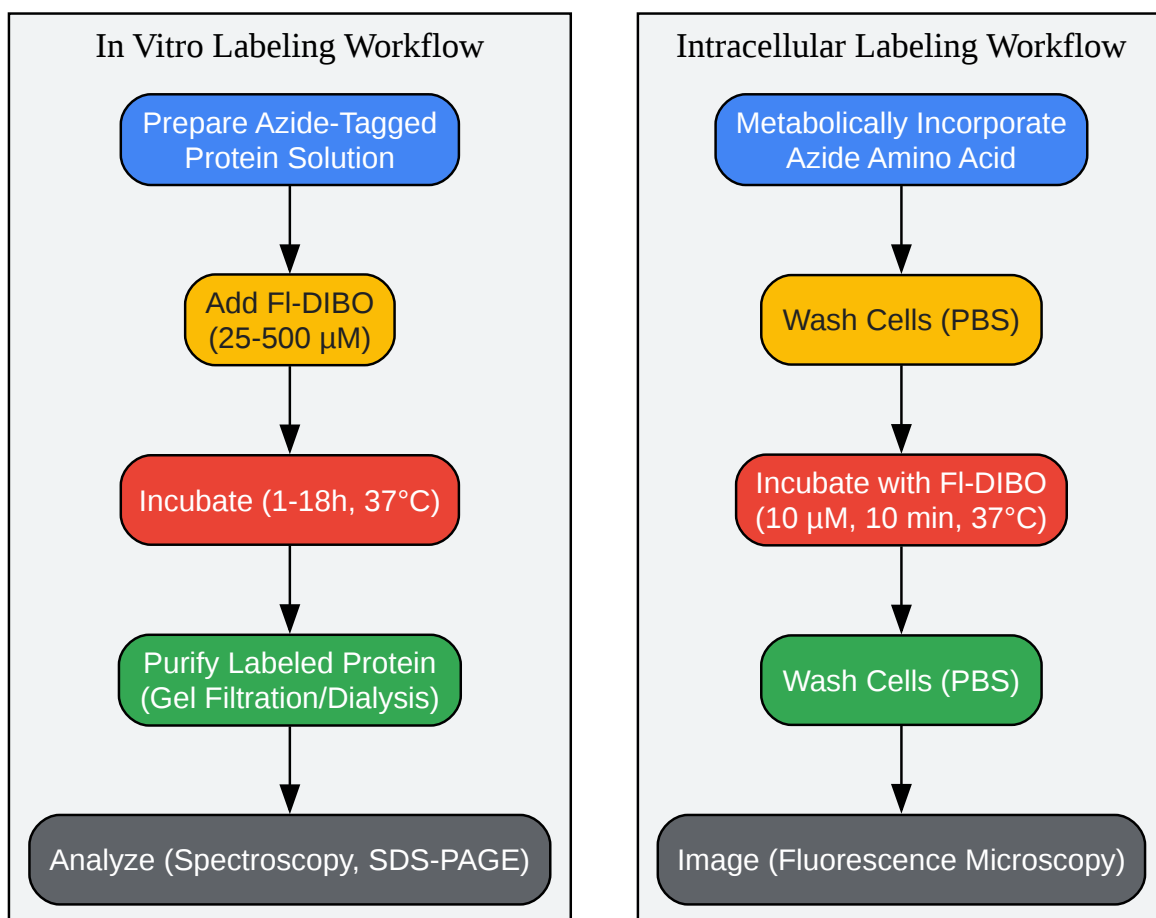 In Vitro Labeling Workflow
Prepare Azide-Tagged
Protein Solution
Add Fl-DIBO
(25-500 µM)
Incubate (1-18h, 37°C)
Purify Labeled Protein
(Gel Filtration/Dialysis)
Analyze (Spectroscopy, SDS-PAGE)
Intracellular Labeling Workflow
Metabolically Incorporate
Azide Amino Acid
Wash Cells (PBS)
Incubate with Fl-DIBO
(10 µM, 10 min, 37°C)
Wash Cells (PBS)
Image (Fluorescence Microscopy)